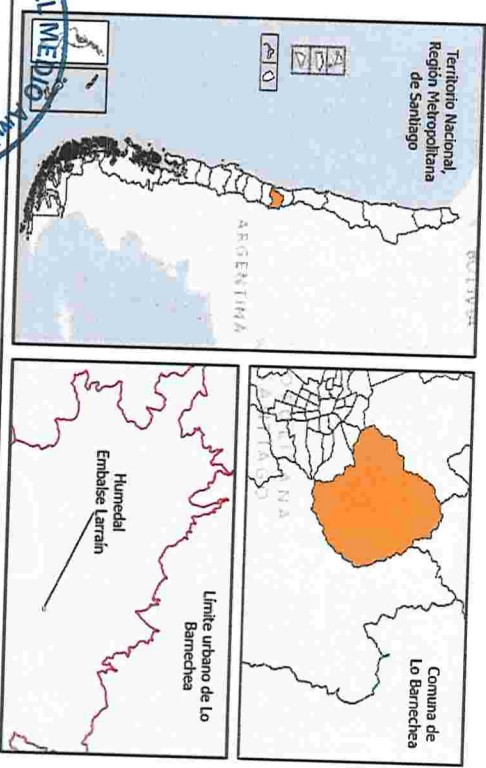 Territorio Nacional,
Región Metropolitana
de Santiago
BOLIVIA
ARGENTINA
Comuna de
Lo Barnechea
Límite urbano de Lo
Barnechea
Humedal
Embalse Larraín
L MEDIO